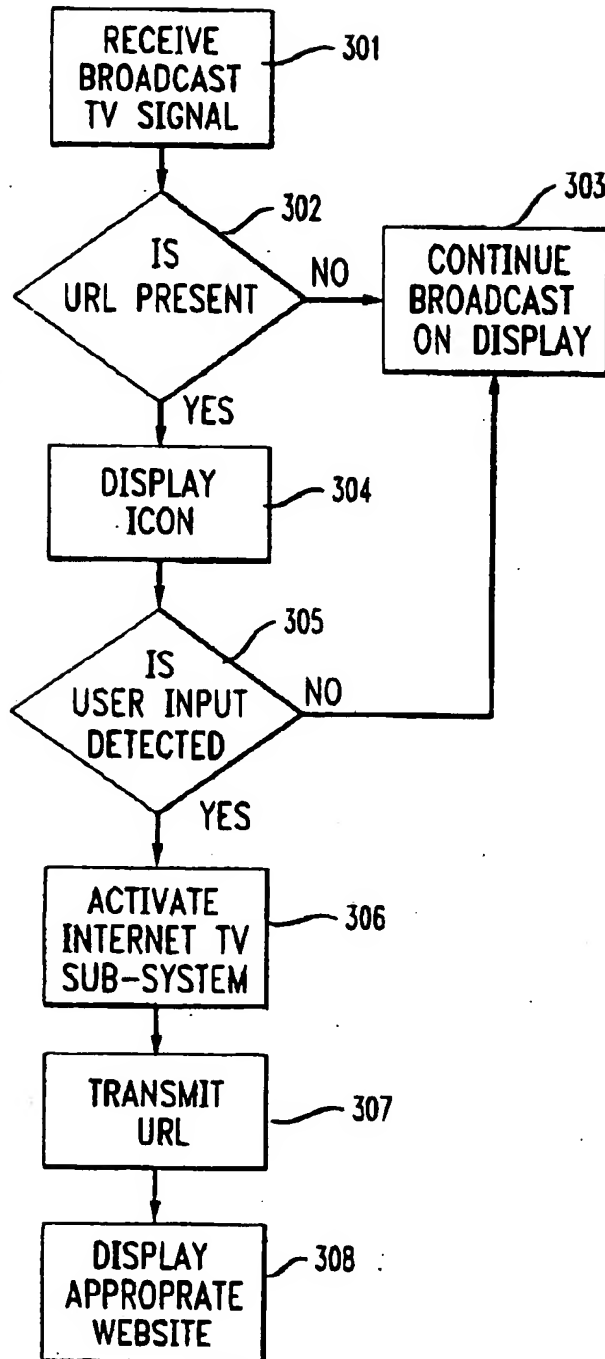 RECEIVE
BROADCAST
TV SIGNAL
301
IS
URL PRESENT
302
NO
YES
CONTINUE
BROADCAST
ON DISPLAY
303
DISPLAY
ICON
304
IS
USER INPUT
DETECTED
305
NO
YES
ACTIVATE
INTERNET TV
SUB-SYSTEM
306
TRANSMIT
URL
307
DISPLAY
APPROPRATE
WEBSITE
308